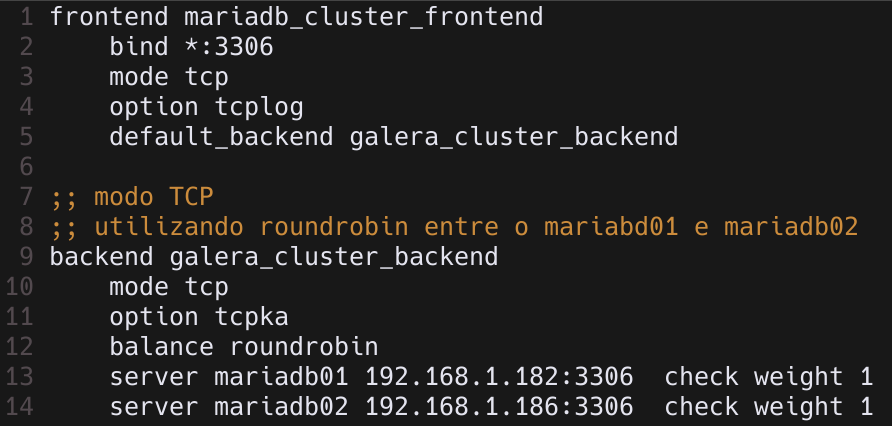 1 frontend mariadb_cluster_frontend
2     bind *:3306
3     mode tcp
4     option tcplog
5     default_backend galera_cluster_backend
6
7 ;; modo TCP
8 ;; utilizando roundrobin entre o mariabd01 e mariadb02
9 backend galera_cluster_backend
10     mode tcp
11     option tcpka
12     balance roundrobin
13     server mariadb01 192.168.1.182:3306  check weight 1
14     server mariadb02 192.168.1.186:3306  check weight 1